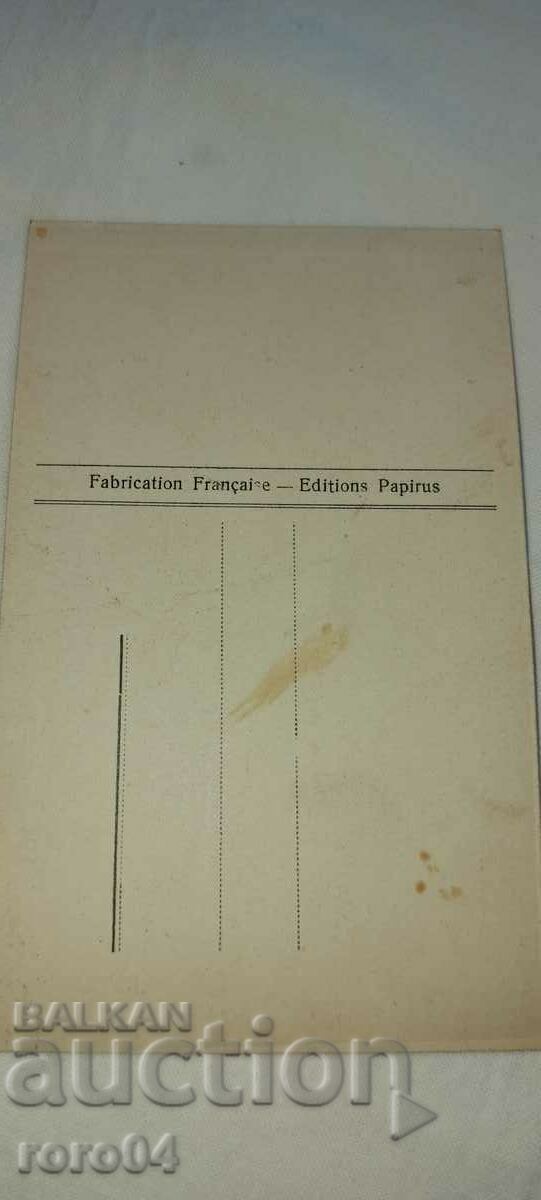 Fabrication Française — Editions Papirus
BALKAN
auction
roro04